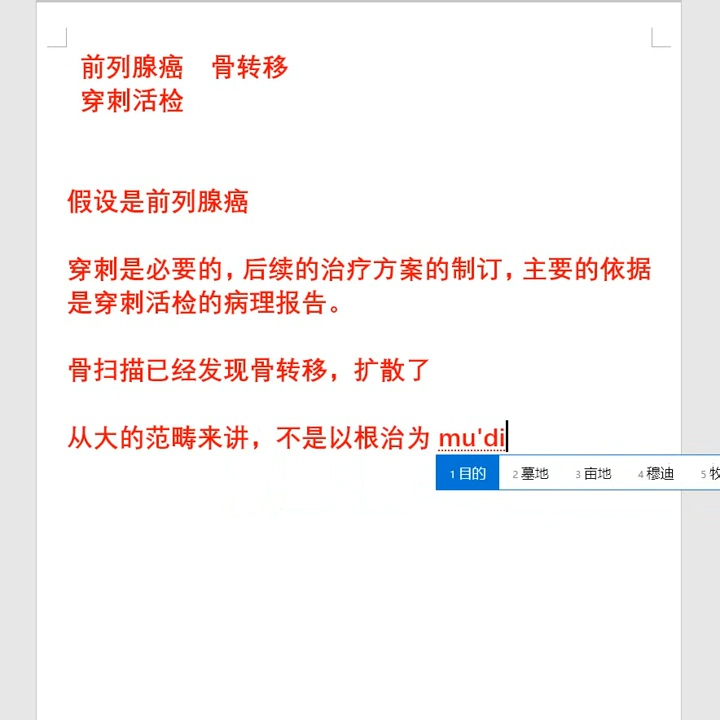 前列腺癌 骨转移
穿刺活检
假设是前列腺癌
穿刺是必要的，后续的治疗方案的制订，主要的依据
是穿刺活检的病理报告。
骨扫描已经发现骨转移，扩散了
从大的范畴来讲，不是以根治为 mu'di
1 目的 2 墓地 3 亩地 4 穆迪 5 牧